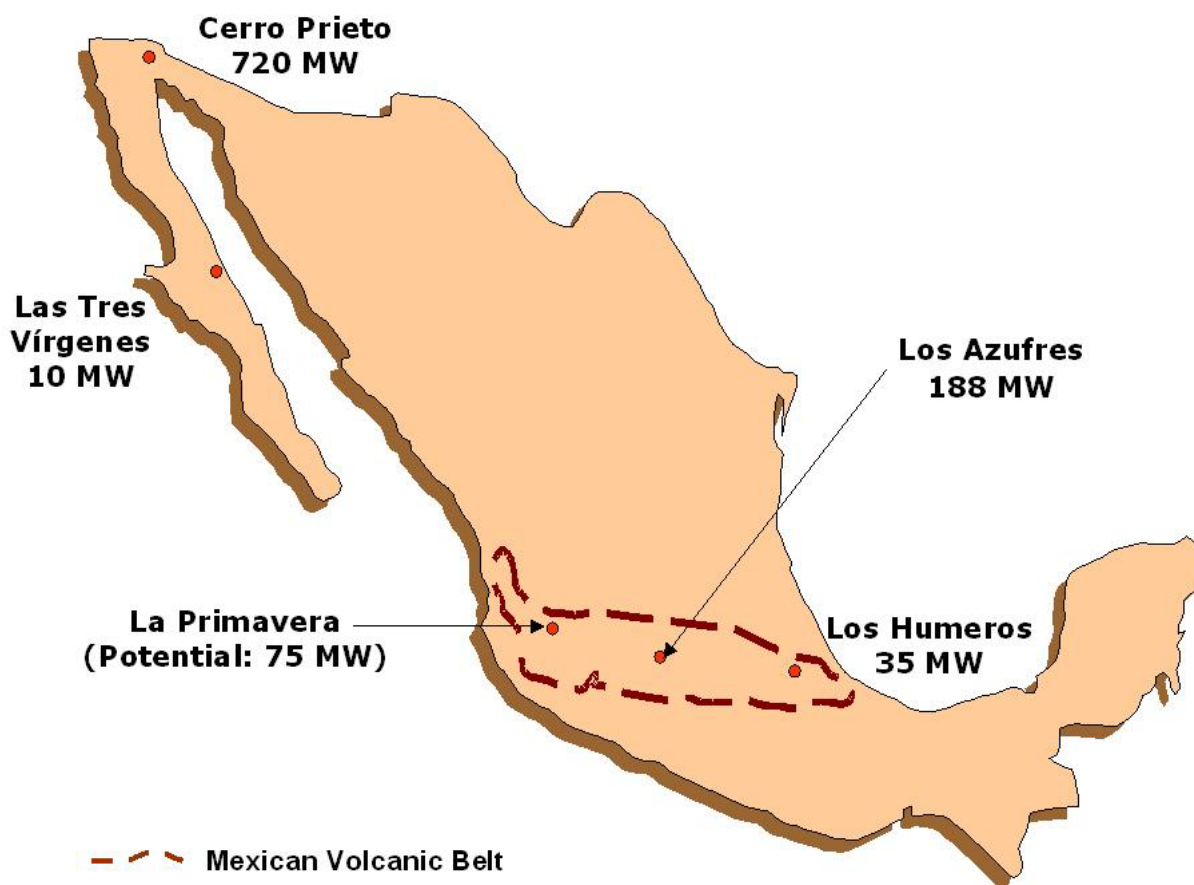 Cerro Prieto
720 MW
Las Tres
Vírgenes
10 MW
Los Azufres
188 MW
La Primavera
(Potential: 75 MW)
Los Humeros
35 MW
Mexican Volcanic Belt